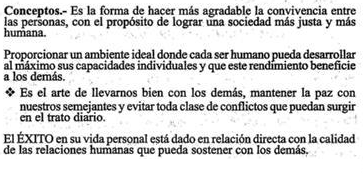 Conceptos.- Es la forma de hacer más agradable la convivencia entre
las personas, con el propósito de lograr una sociedad más justa y más
humana.
Proporcionar un ambiente ideal donde cada ser humano pueda desarrollar
al máximo sus capacidades individuales y que este rendimiento beneficie
a los demás.
❖ Es el arte de llevarnos bien con los demás, mantener la paz con
nuestros semejantes y evitar toda clase de conflictos que puedan surgir
en el trato diario.
El ÉXITO en su vida personal está dado en relación directa con la calidad
de las relaciones humanas que pueda sostener con los demás.